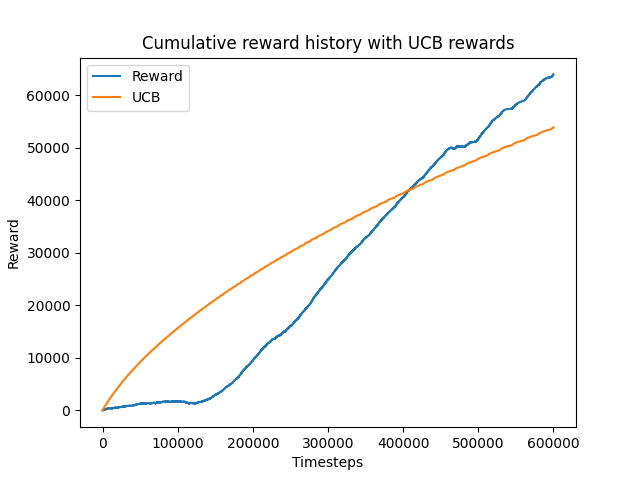 Cumulative reward history with UCB rewards
Reward
UCB
60000
50000
40000
30000
20000
10000
0
Reward
0 100000 200000 300000 400000 500000 600000
Timesteps